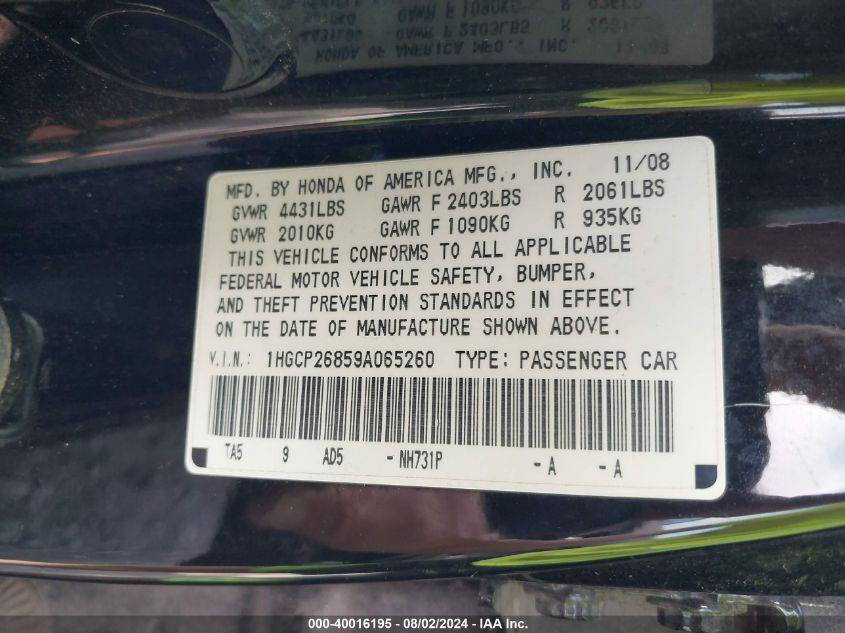 MFD. BY HONDA OF AMERICA MFG., INC. 11/08
GVWR 4431LBS GAWR F 2403LBS R 2061LBS
GVWR 2010KG GAWR F 1090KG R 935KG
THIS VEHICLE CONFORMS TO ALL APPLICABLE
FEDERAL MOTOR VEHICLE SAFETY, BUMPER,
AND THEFT PREVENTION STANDARDS IN EFFECT
ON THE DATE OF MANUFACTURE SHOWN ABOVE.
V.I.N.: 1HGCP26859A065260 TYPE: PASSENGER CAR
TA5 9 AD5 - NH731P - A - A
000-40016195 - 08/02/2024 - IAA Inc.